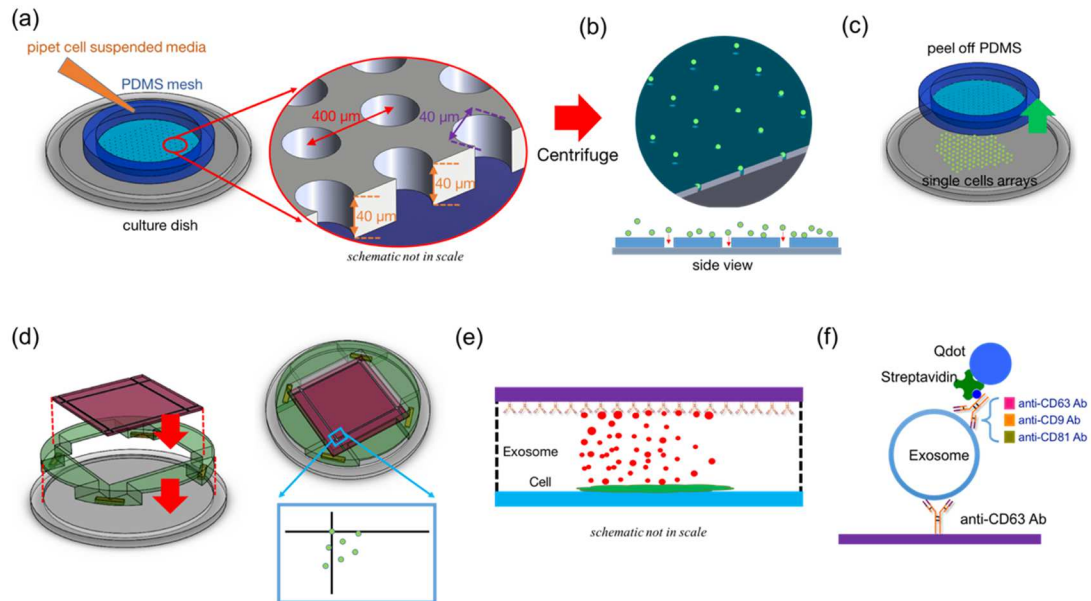 (a)
pipet cell suspended media
PDMS mesh
400 μm
40 μm
40 μm
40 μm
culture dish
schematic not in scale
(b)
Centrifuge
side view
(c)
peel off PDMS
single cells arrays
(d)
(e)
Exosome
Cell
schematic not in scale
(f)
Qdot
Streptavidin
anti-CD63 Ab
anti-CD9 Ab
anti-CD81 Ab
Exosome
anti-CD63 Ab